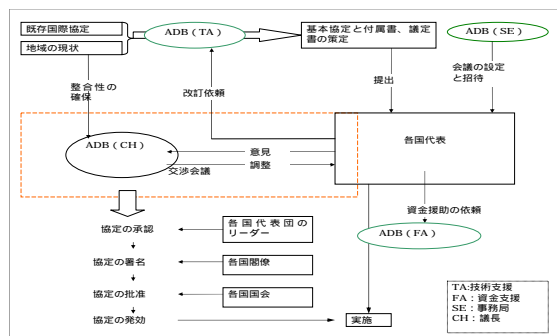 既存国際協定
地域の現状
ADB（TA）
基本協定と付属書、議定
書の策定
ADB（SE）
会議の設定
と招待
整合性の
確保
改訂依頼
提出
各国代表
ADB（CH）
意見
調整
交渉会議
資金援助の依頼
ADB（FA）
協定の承認
各国代表団の
リーダー
協定の署名
各国閣僚
協定の批准
各国国会
協定の発効
実施
TA:技術支援
FA：資金支援
SE：事務局
CH：議長